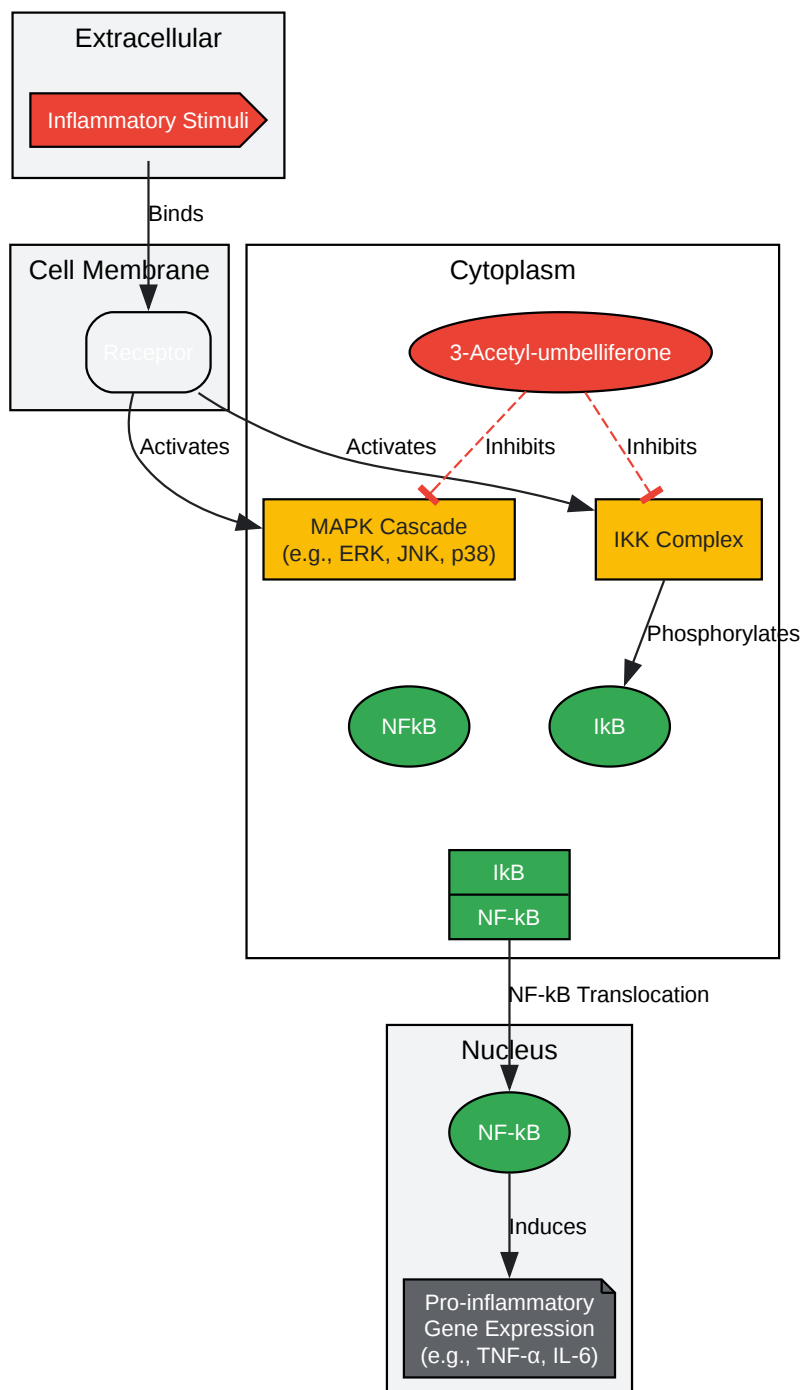 Extracellular
Inflammatory Stimuli
Binds
Cell Membrane
Receptor
Cytoplasm
3-Acetyl-umbelliferone
Activates
Activates
Inhibits
Inhibits
MAPK Cascade
(e.g., ERK, JNK, p38)
IKK Complex
Phosphorylates
NFkB
IkB
IkB
NF-kB
NF-kB Translocation
Nucleus
NF-kB
Induces
Pro-inflammatory
Gene Expression
(e.g., TNF-α, IL-6)